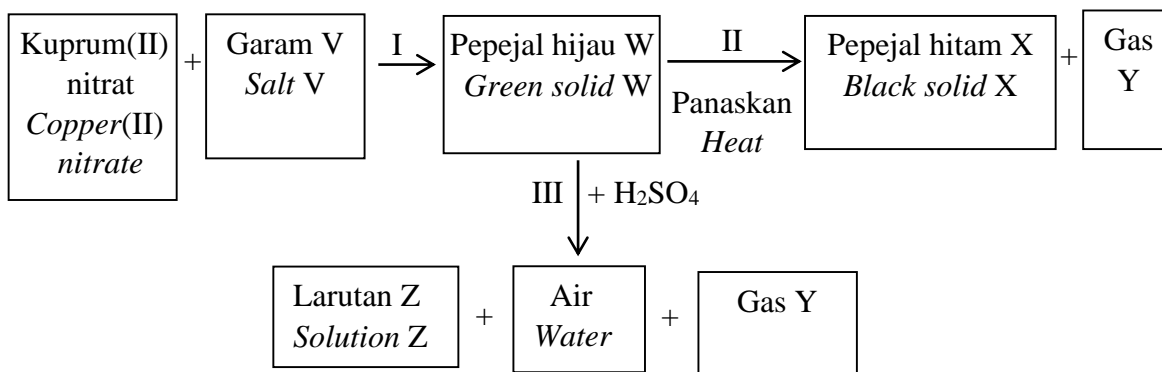 Kuprum(II)
nitrat
Copper(II)
nitrate
+
Garam V
Salt V
I
Pepejal hijau W
Green solid W
II
Panaskan
Heat
Pepejal hitam X
Black solid X
+
Gas
Y
III
+ H₂SO₄
Larutan Z
Solution Z
+
Air
Water
+
Gas Y